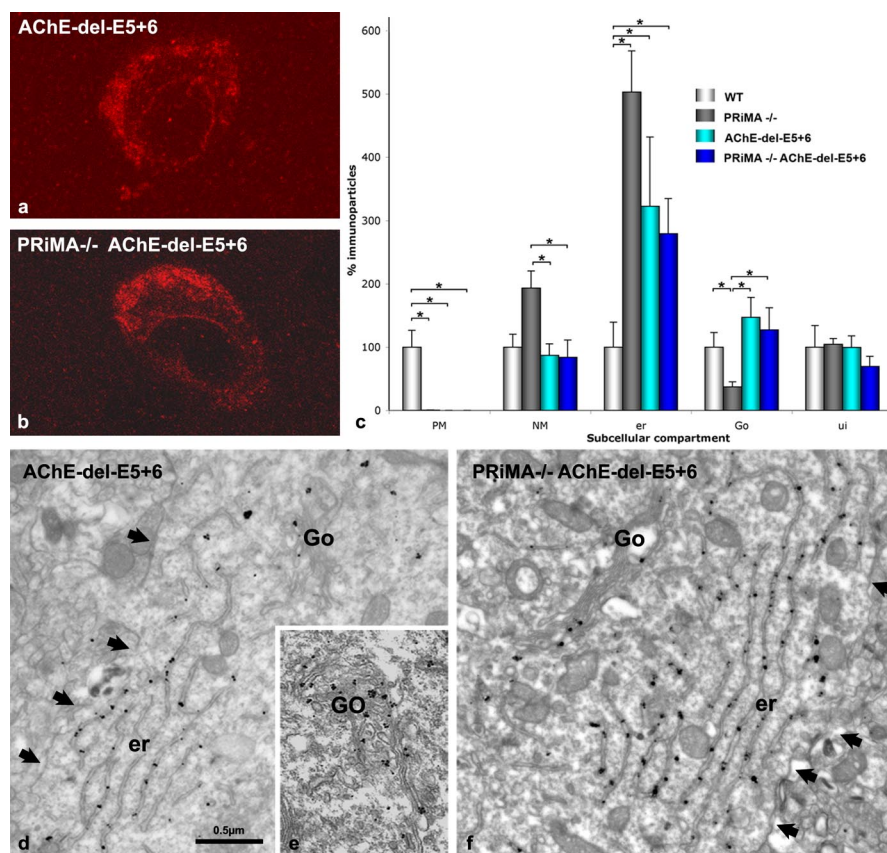 AChE-del-E5+6
a
PRiMA-/- AChE-del-E5+6
b
600
500
400
300
200
100
0
% immunoparticles
* * * * * * * * * * *
WT
PRiMA -/-
AChE-del-E5+6
PRiMA -/- AChE-del-E5+6
PM NM er Go ui
Subcellular compartment
c
AChE-del-E5+6
Go
er
0.5µm
d
GO
e
PRiMA-/- AChE-del-E5+6
Go
er
f